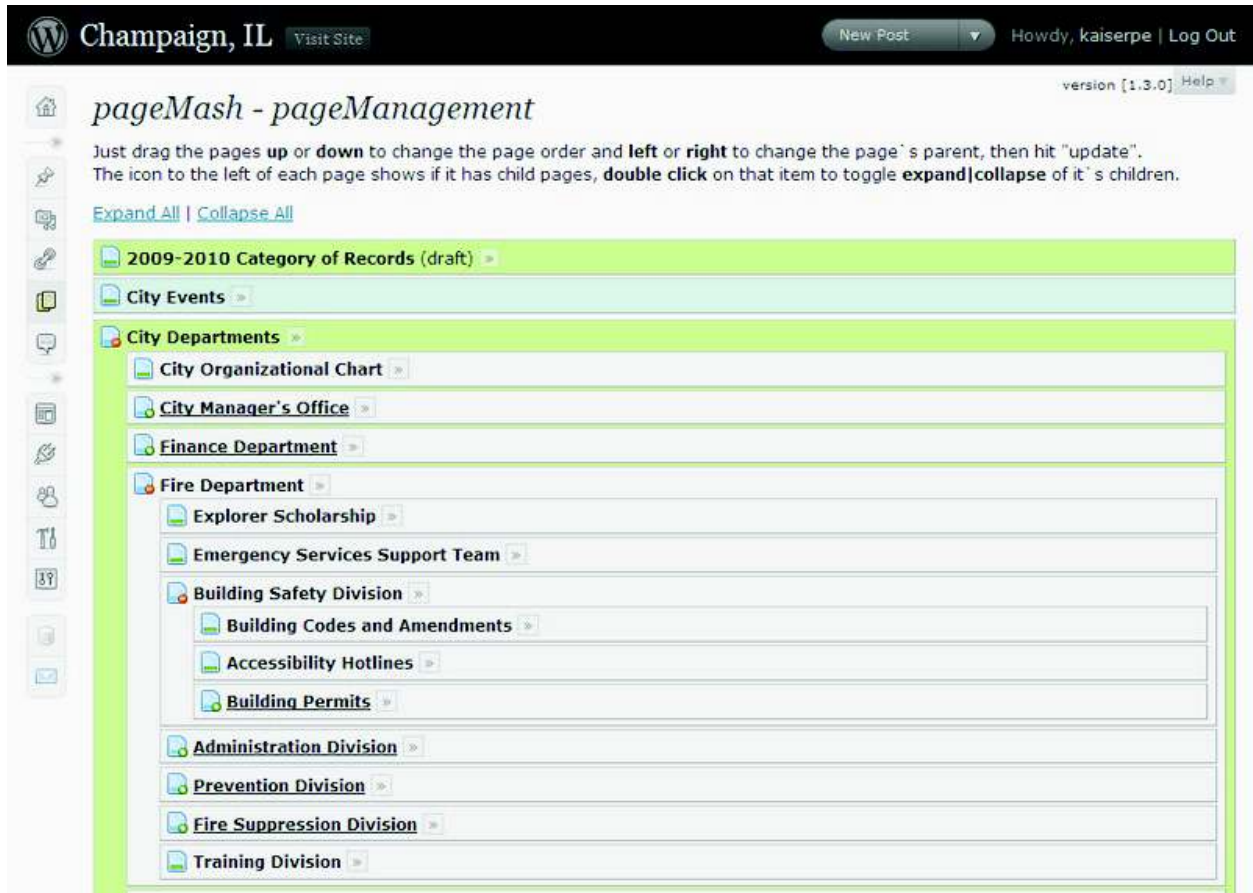 Champaign, IL Visit Site New Post Howdy, kaiserpe | Log Out
version [1.3.0] Help
pageMash - pageManagement
Just drag the pages up or down to change the page order and left or right to change the page`s parent, then hit "update".
The icon to the left of each page shows if it has child pages, double click on that item to toggle expand|collapse of it`s children.
Expand All | Collapse All
2009-2010 Category of Records (draft) »
City Events »
City Departments »
City Organizational Chart »
City Manager's Office »
Finance Department »
Fire Department »
Explorer Scholarship »
Emergency Services Support Team »
Building Safety Division »
Building Codes and Amendments »
Accessibility Hotlines »
Building Permits »
Administration Division »
Prevention Division »
Fire Suppression Division »
Training Division »